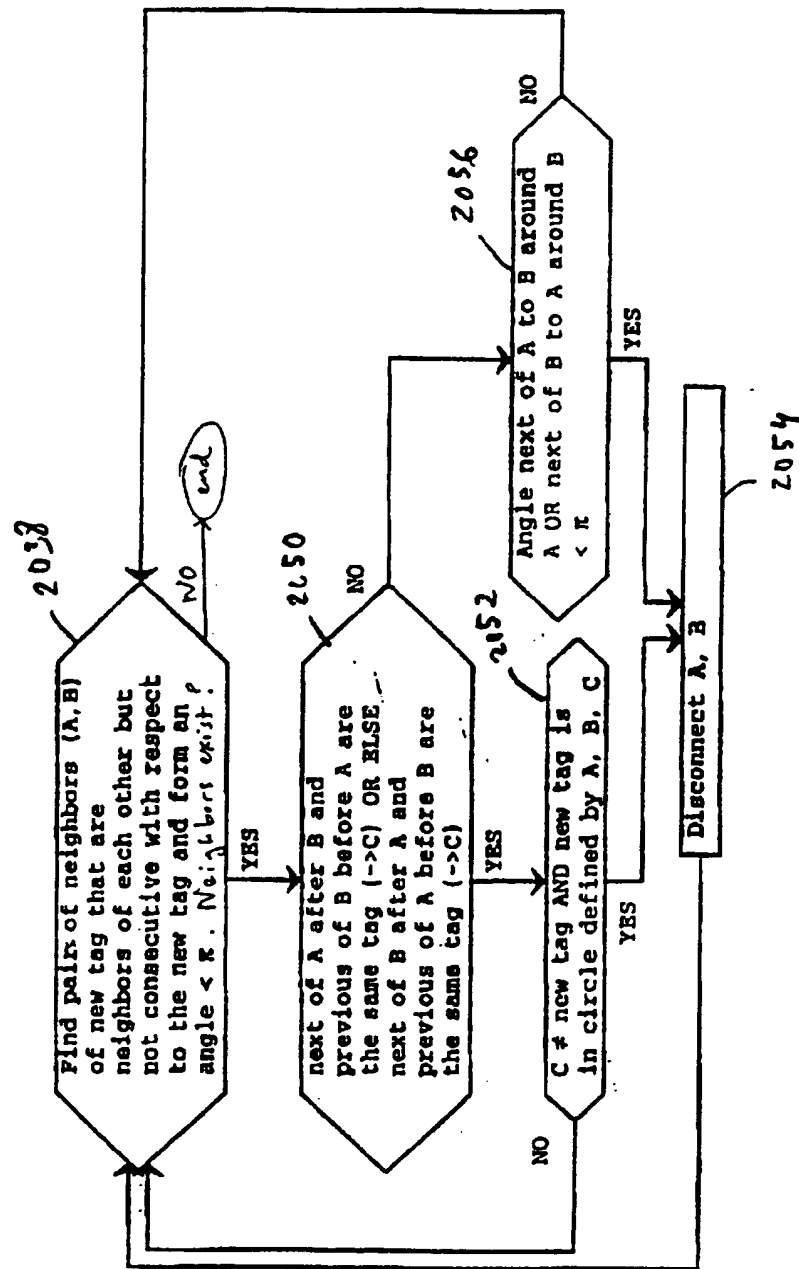 2038
Find pair of neighbors (A,B)
of new tag that are
neighbors of each other but
not consecutive with respect
to the new tag and form an
angle < π. Neighbors exist?
NO
end
YES
2050
next of A after B and
previous of B before A are
the same tag (->C) OR ELSE
next of B after A and
previous of A before B are
the same tag (->C)
NO
YES
2152
C ≠ new tag AND new tag is
in circle defined by A, B, C
NO
YES
2056
Angle next of A to B around
A OR next of B to A around B
< π
NO
YES
Disconnect A, B
2054